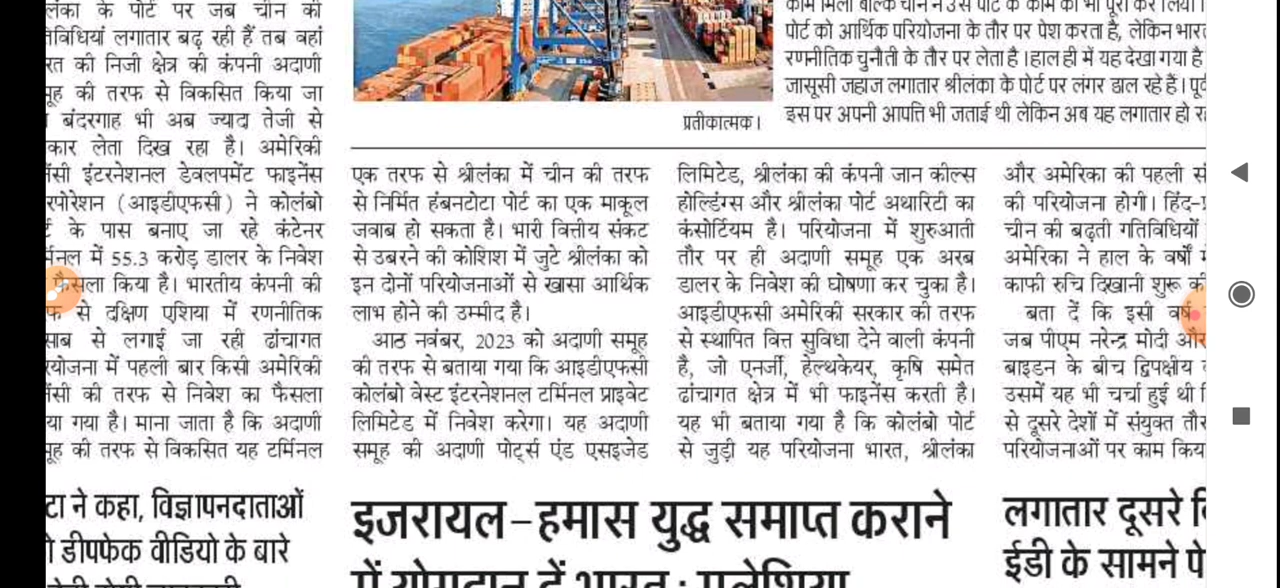 लंका के पोर्ट पर जब चीन की
गतिविधियां लगातार बढ़ रही हैं तब वहां
की निजी क्षेत्र की कंपनी अदाणी
की तरफ से विकसित किया जा
बंदरगाह भी अब ज्यादा तेजी से
लेता दिख रहा है। अमेरिकी
इंटरनेशनल डेवलपमेंट फाइनेंस
(आइडीएफसी) ने कोलंबो
के पास बनाए जा रहे कंटेनर
में 55.3 करोड़ डालर के निवेश
फैसला किया है। भारतीय कंपनी की
से दक्षिण एशिया में रणनीतिक
से लगाई जा रही ढांचागत
में पहली बार किसी अमेरिकी
की तरफ से निवेश का फैसला
या गया है। माना जाता है कि अदाणी
की तरफ से विकसित यह टर्मिनल
प्रतीकात्मक।
काम मिला बल्कि चीन ने उस पोर्ट के काम को भी पूरा कर लिया।
पोर्ट को आर्थिक परियोजना के तौर पर पेश करता है, लेकिन भारत
रणनीतिक चुनौती के तौर पर लेता है। हाल ही में यह देखा गया है
जासूसी जहाज लगातार श्रीलंका के पोर्ट पर लंगर डाल रहे हैं।
इस पर अपनी आपत्ति भी जताई थी लेकिन अब यह लगातार हो
एक तरफ से श्रीलंका में चीन की तरफ
से निर्मित हंबनटोटा पोर्ट का एक माकूल
जवाब हो सकता है। भारी वित्तीय संकट
से उबरने की कोशिश में जुटे श्रीलंका को
इन दोनों परियोजनाओं से खासा आर्थिक
लाभ होने की उम्मीद है।
आठ नवंबर, 2023 को अदाणी समूह
की तरफ से बताया गया कि आइडीएफसी
कोलंबो वेस्ट इंटरनेशनल टर्मिनल प्राइवेट
लिमिटेड में निवेश करेगा। यह अदाणी
समूह की अदाणी पोर्ट्स एंड एसइजेड
लिमिटेड, श्रीलंका की कंपनी जान कील्स
होल्डिंग्स और श्रीलंका पोर्ट अथारिटी का
कंसोर्टियम है। परियोजना में शुरुआती
तौर पर ही अदाणी समूह एक अरब
डालर के निवेश की घोषणा कर चुका है।
आइडीएफसी अमेरिकी सरकार की तरफ
से स्थापित वित्त सुविधा देने वाली कंपनी
है, जो एनर्जी, हेल्थकेयर, कृषि समेत
ढांचागत क्षेत्र में भी फाइनेंस करती है।
यह भी बताया गया है कि कोलंबो पोर्ट
से जुड़ी यह परियोजना भारत, श्रीलंका
और अमेरिका की पहली
की परियोजना होगी।
चीन की बढ़ती गतिविधियों
अमेरिका ने हाल के वर्षों
काफी रुचि दिखानी शुरू की
बता दें कि इसी वर्ष
जब पीएम नरेन्द्र मोदी और
बाइडन के बीच द्विपक्षीय
उसमें यह भी चर्चा हुई थी
से दूसरे देशों में संयुक्त तौर
परियोजनाओं पर काम
टा ने कहा, विज्ञापनदाताओं
डीपफेक वीडियो के बारे
इजरायल-हमास युद्ध समाप्त कराने
में योगदान दें भारत : मलेशिया
लगातार दूसरे
ईडी के सामने